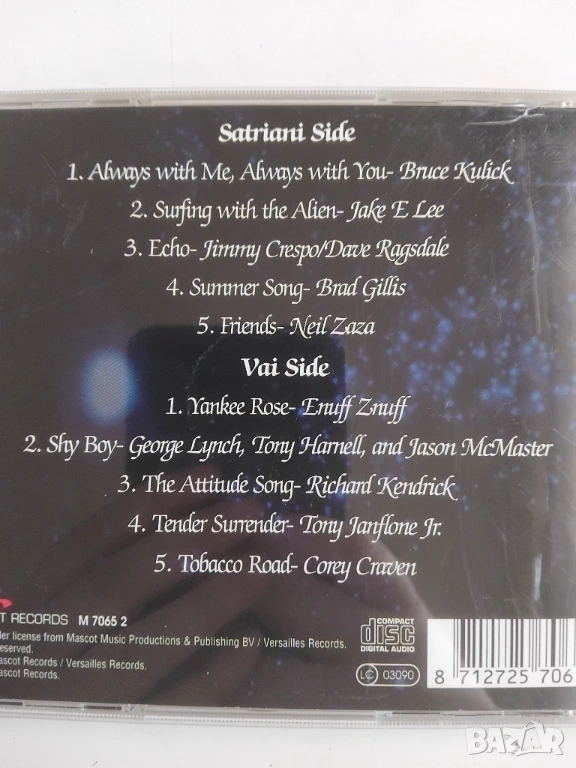 Satriani Side
1. Always with Me, Always with You- Bruce Kulick
2. Surfing with the Alien- Jake E Lee
3. Echo- Jimmy Crespo/Dave Ragsdale
4. Summer Song- Brad Gillis
5. Friends- Neil Zaza
Vai Side
1. Yankee Rose- Enuff Znuff
2. Shy Boy- George Lynch, Tony Harnell, and Jason McMaster
3. The Attitude Song- Richard Kendrick
4. Tender Surrender- Tony Janflone Jr.
5. Tobacco Road- Corey Craven
T RECORDS M 7065 2
der license from Mascot Music Productions & Publishing BV / Versailles Records.
eserved.
ascot Records / Versailles Records.
ascot Records.
COMPACT
disc
DIGITAL AUDIO
LC 03090
8 712725 706
BAZAR